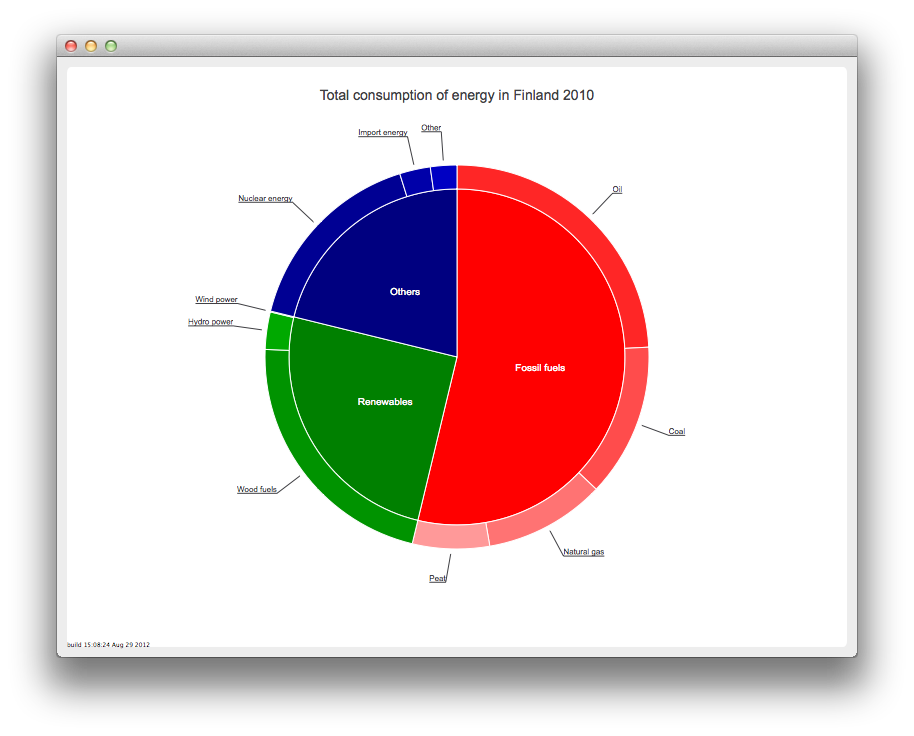 Total consumption of energy in Finland 2010
Other
Import energy
Oil
Nuclear energy
Others
Wind power
Hydro power
Fossil fuels
Renewables
Coal
Wood fuels
Natural gas
Peat
build 15:08:24 Aug 29 2012